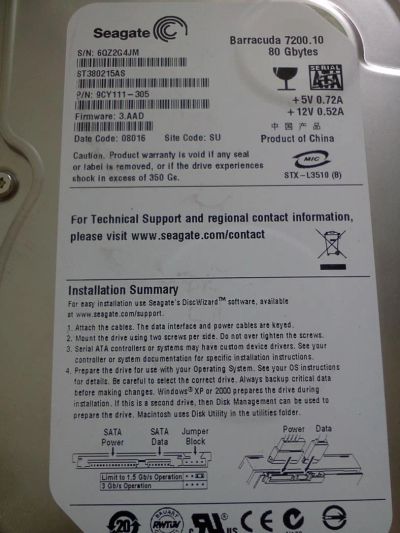 Seagate
Barracuda 7200.10
80 Gbytes
S/N: 6QZ2G4JM
ST380215AS
P/N: 9CY111-305
Firmware: 3.AAD
Date Code: 08016 Site Code: SU
SERIAL
ATA
+5V 0.72A
+12V 0.52A
中国产品
Product of China
Caution. Product warranty is void if any seal
or label is removed, or if the drive experiences
shock in excess of 350 Gs.
MIC
STX-L3510 (B)
For Technical Support and regional contact information,
please visit www.seagate.com/contact
Installation Summary
For easy installation use Seagate's DiscWizard™ software, available
at www.seagate.com/support.
1. Attach the cables. The data interface and power cables are keyed.
2. Mount the drive using two screws per side. Do not over tighten the screws.
3. Serial ATA controllers or systems may have custom device drivers. See your
controller or system documentation for specific installation instructions.
4. Prepare the drive for use with your Operating System. See your OS instructions
for details. Be careful to select the correct drive. Always backup critical data
before making changes. Windows® XP or 2000 prepares the drive during
installation. If this is a second drive, then Disk Management can be used to
prepare the drive. Macintosh uses Disk Utility in the utilities folder.
SATA Power
SATA Data
Jumper Block
Power Data
Limit to 1.5 Gb/s Operation
3 Gb/s Operation
20
BAUART
RWTUV
c RU US
CE